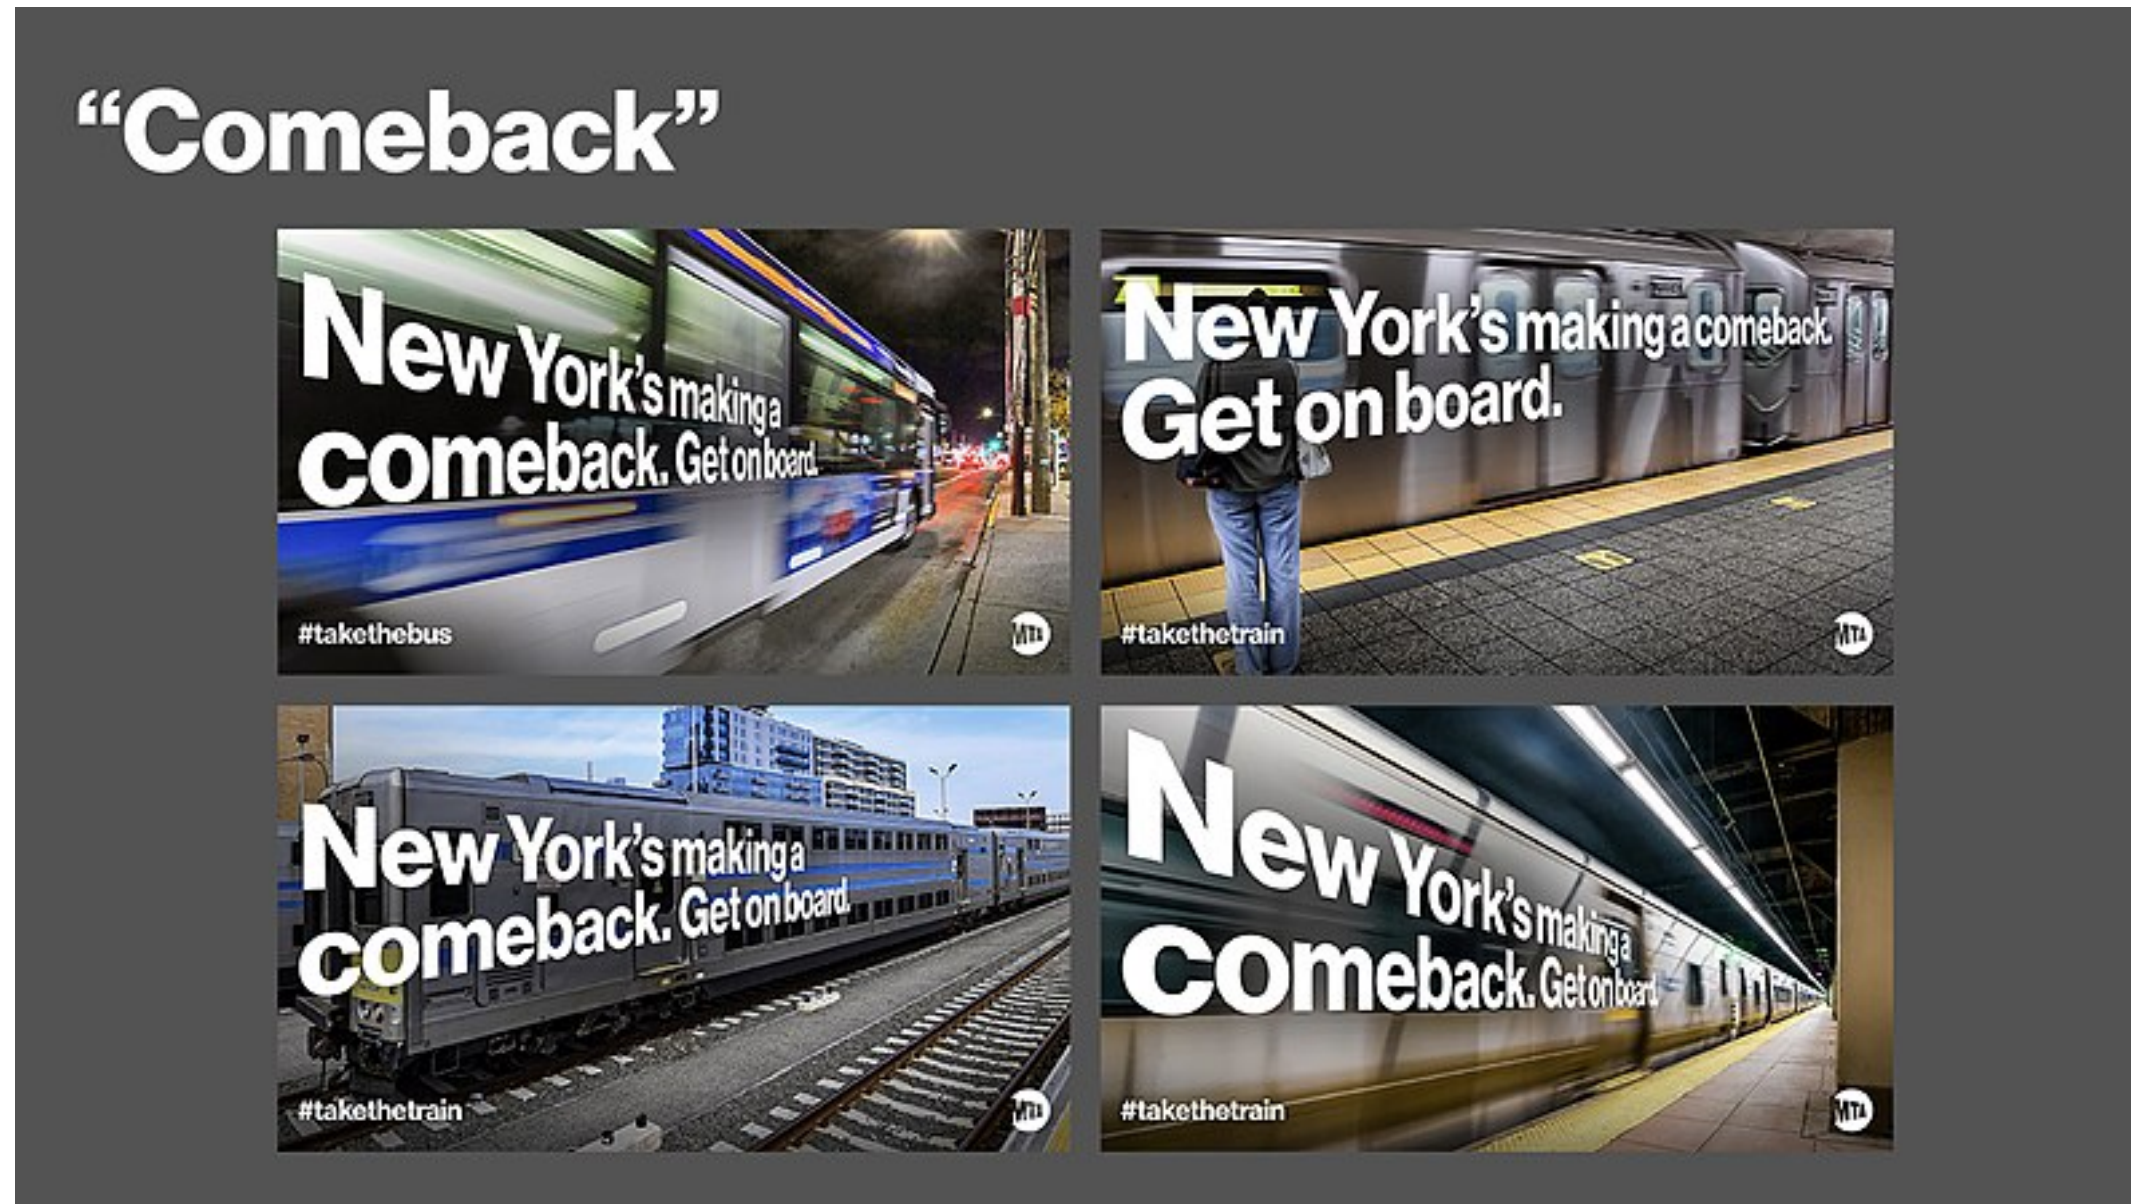 “Comeback”
New York’s making a
comeback. Get on board.
#takethebus
MTA
New York’s making a comeback.
Get on board.
#takethetrain
MTA
New York’s making a
comeback. Get on board.
#takethetrain
MTA
New York’s making a
comeback. Get on board.
#takethetrain
MTA